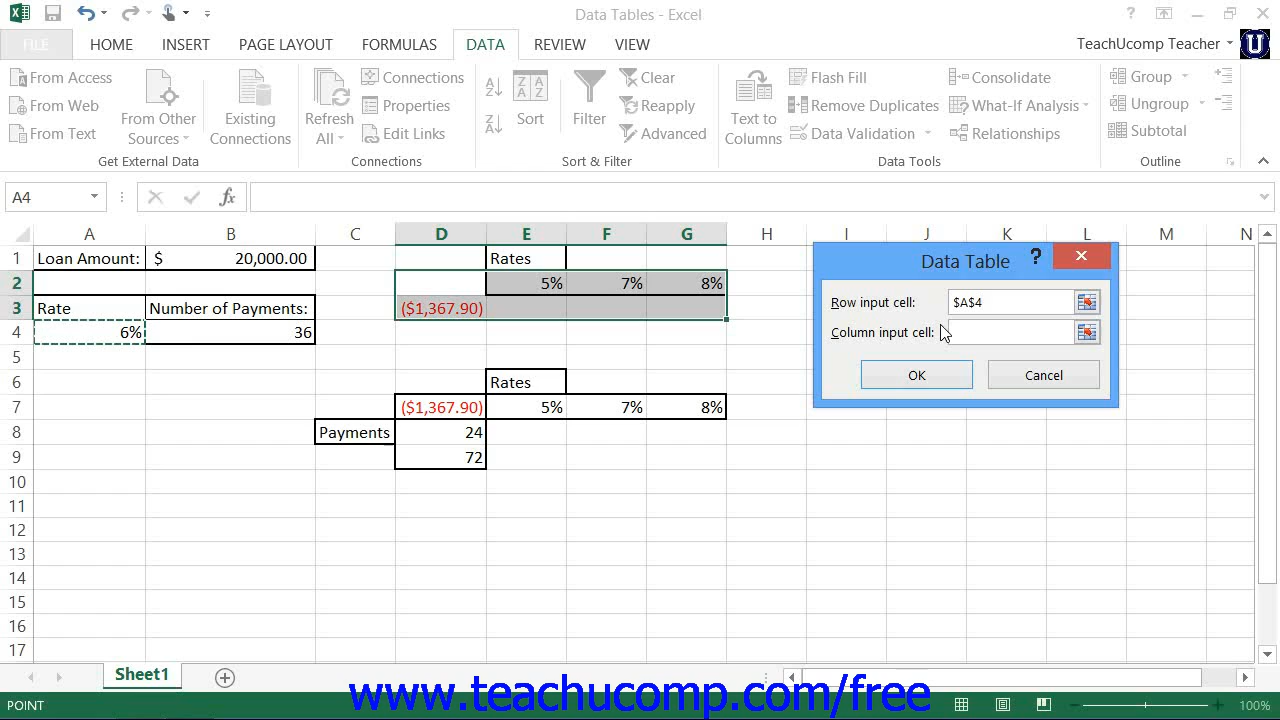 Data Tables - Excel
FILE HOME INSERT PAGE LAYOUT FORMULAS DATA REVIEW VIEW TeachUcomp Teacher U
From Access
From Web
From Text
From Other Sources
Existing Connections
Get External Data
Refresh All
Connections
Properties
Edit Links
Connections
Sort
Filter
Clear
Reapply
Advanced
Sort & Filter
Text to Columns
Flash Fill
Remove Duplicates
Data Validation
Consolidate
What-If Analysis
Relationships
Data Tools
Group
Ungroup
Subtotal
Outline
A4 fx
A B C D E F G H I J K L M N
1 Loan Amount: $ 20,000.00 Rates
2 5% 7% 8%
3 Rate Number of Payments: ($1,367.90)
4 6% 36
5
6 Rates
7 ($1,367.90) 5% 7% 8%
8 Payments 24
9 72
10
11
12
13
14
15
16
17
Data Table ?
Row input cell: $A$4
Column input cell:
OK Cancel
Sheet1
www.teachucomp.com/free
POINT 100%